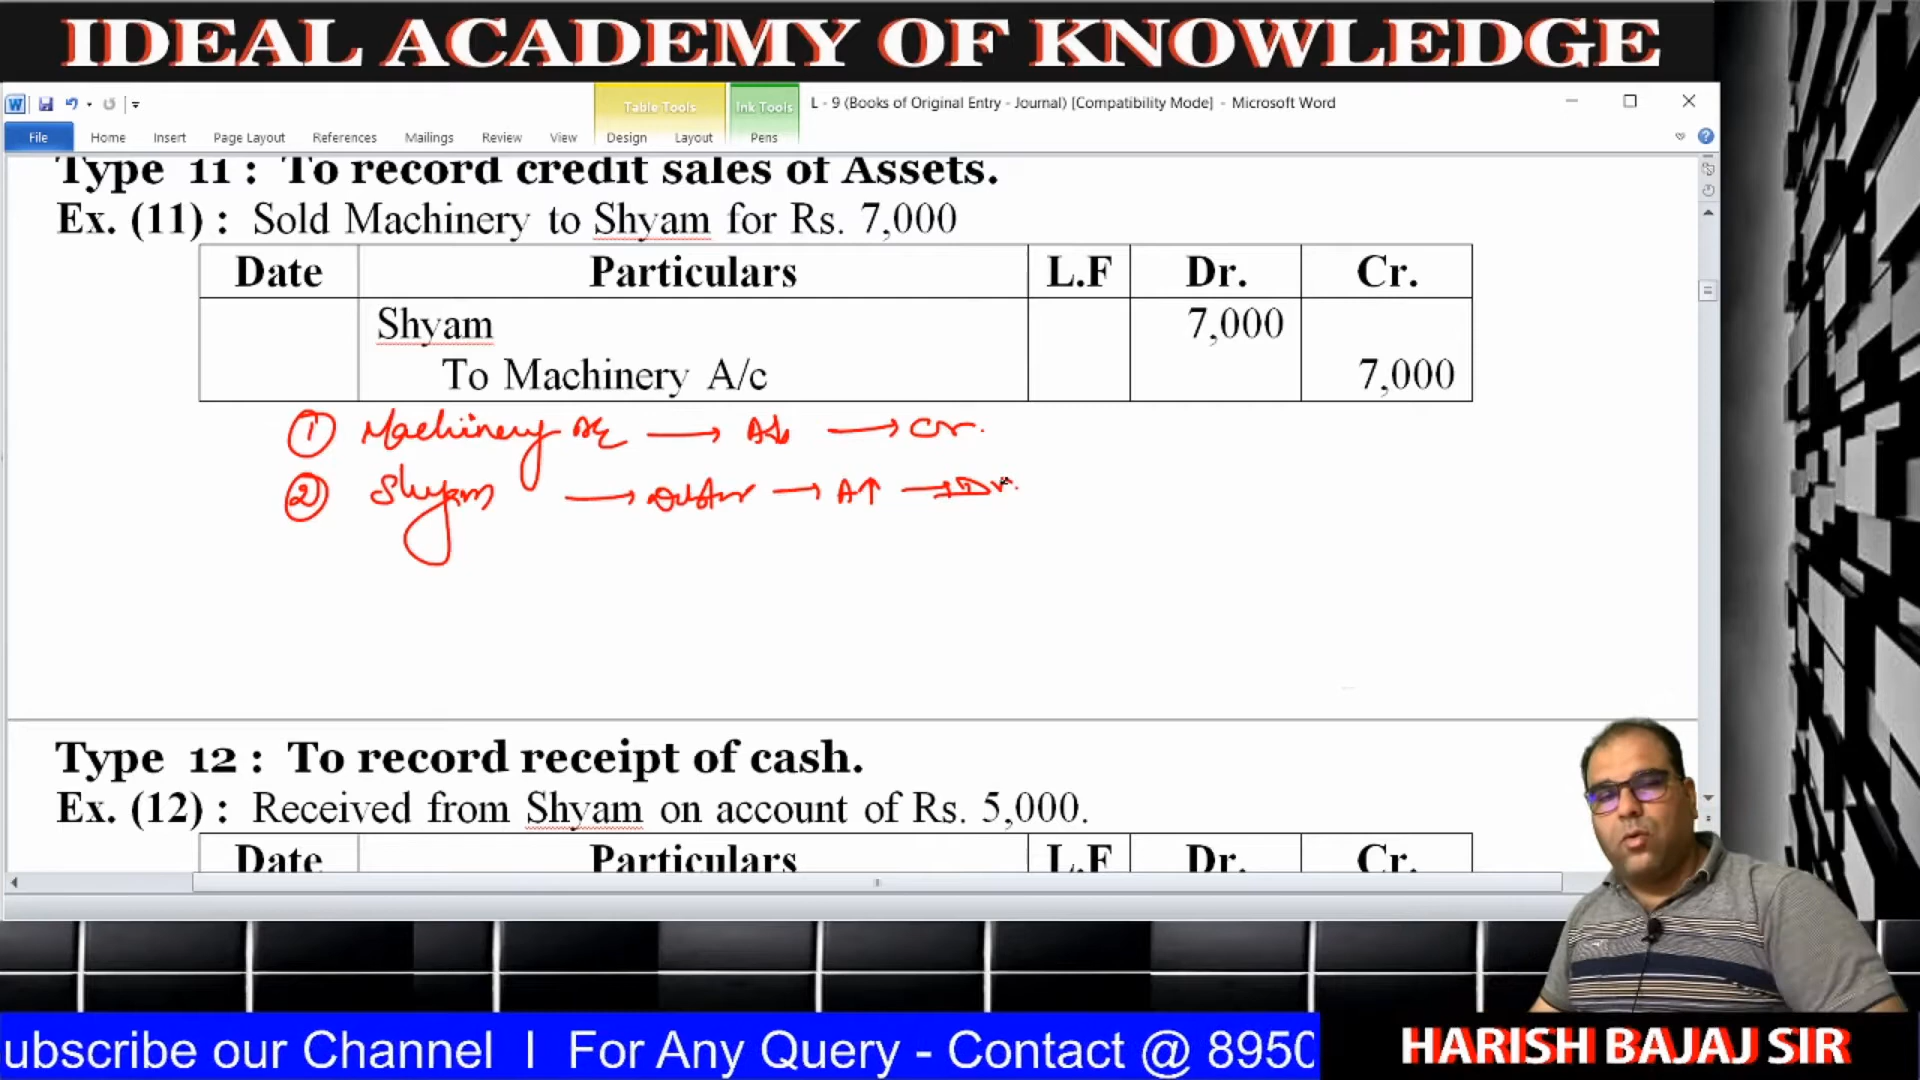 IDEAL ACADEMY OF KNOWLEDGE
Table Tools Ink Tools L - 9 (Books of Original Entry - Journal) [Compatibility Mode] - Microsoft Word
File Home Insert Page Layout References Mailings Review View Design Layout Pens
Type 11 : To record credit sales of Assets.
Ex. (11) : Sold Machinery to Shyam for Rs. 7,000
Date Particulars L.F Dr. Cr.
Shyam 7,000
To Machinery A/c 7,000
① Machinery A/c → A↓ → Cr.
② Shyam → Debtor → A↑ → Dr.
Type 12 : To record receipt of cash.
Ex. (12) : Received from Shyam on account of Rs. 5,000.
Date Particulars L.F Dr. Cr.
ubscribe our Channel I For Any Query - Contact @ 8950
HARISH BAJAJ SIR